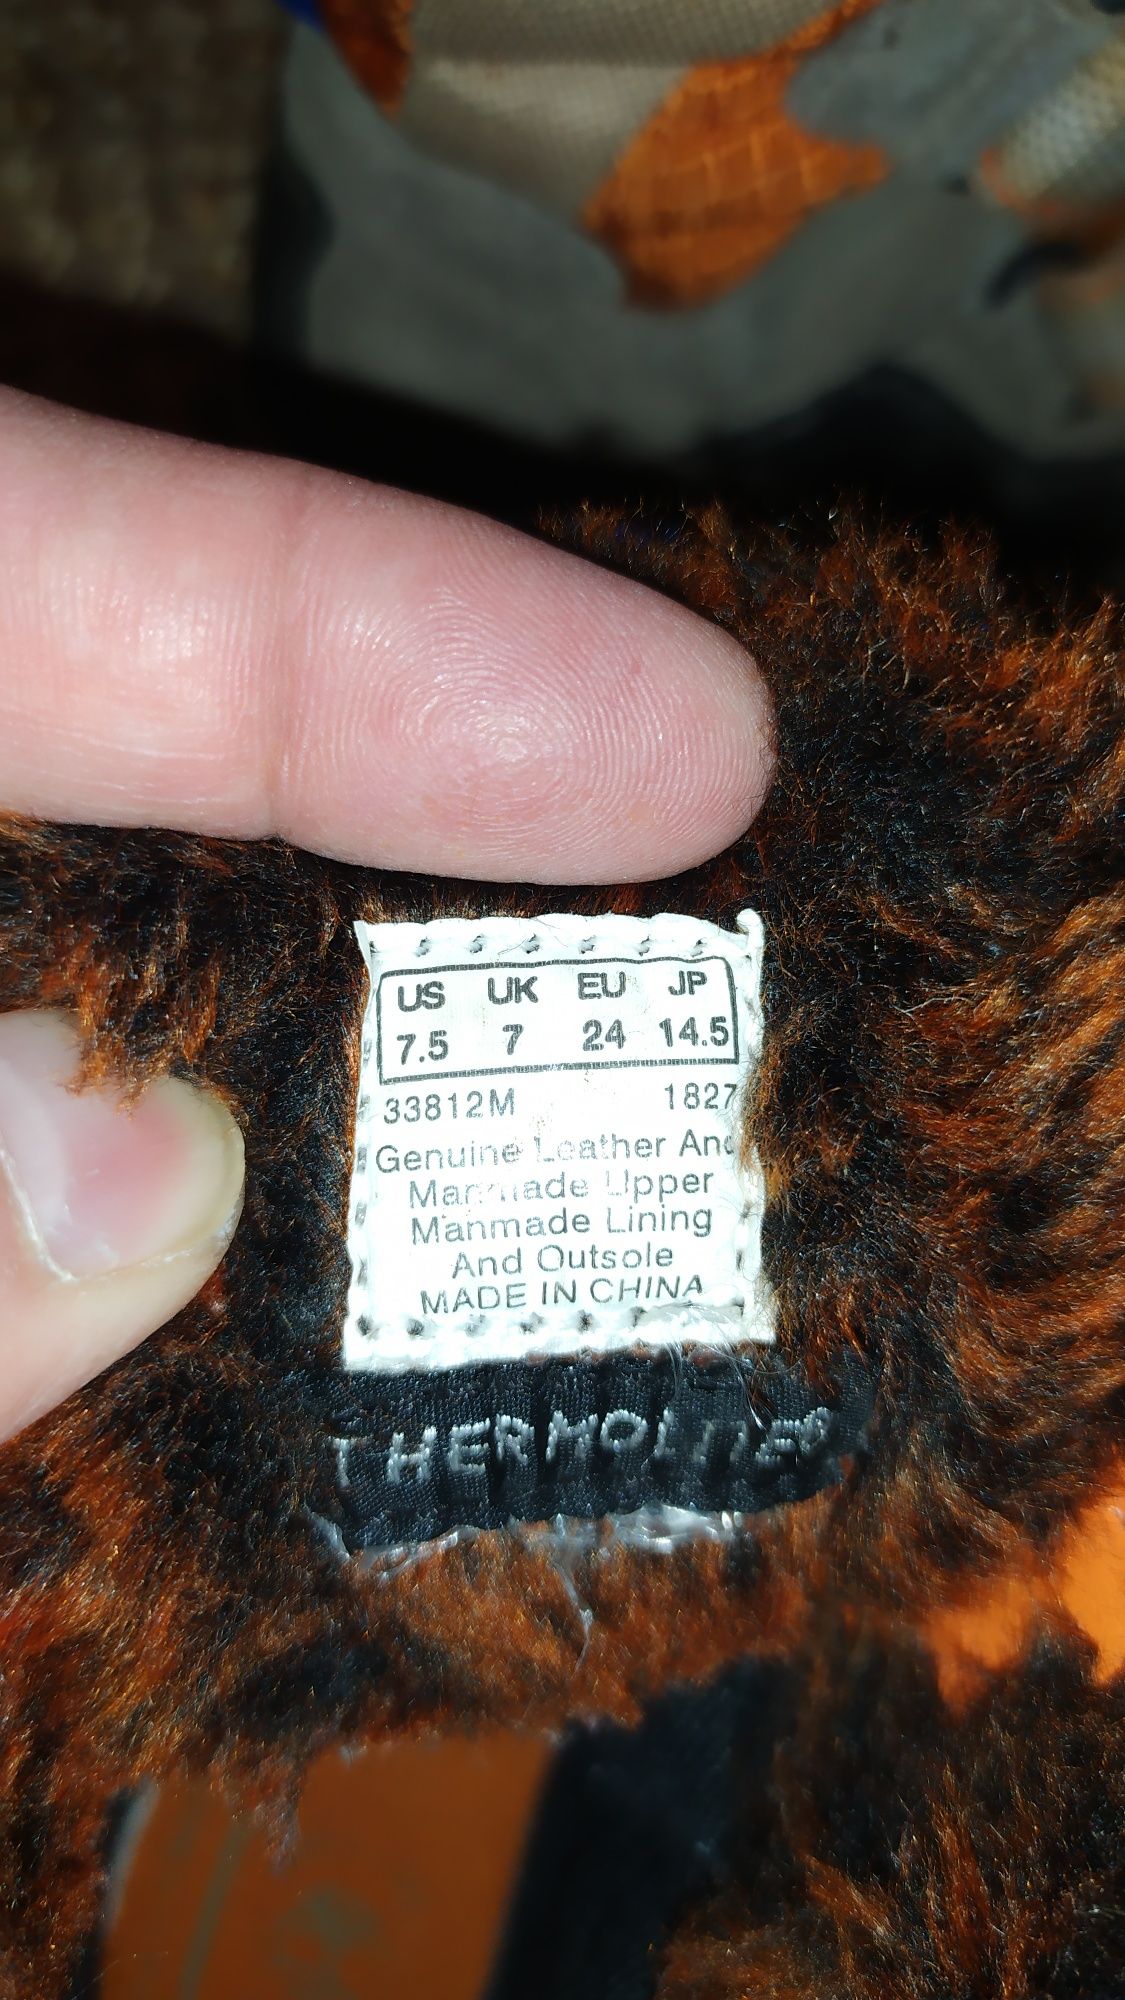 US UK EU JP
7.5 7 24 14.5
33812M 1827
Genuine Leather And
Manmade Upper
Manmade Lining
And Outsole
MADE IN CHINA
THERMOLITE®